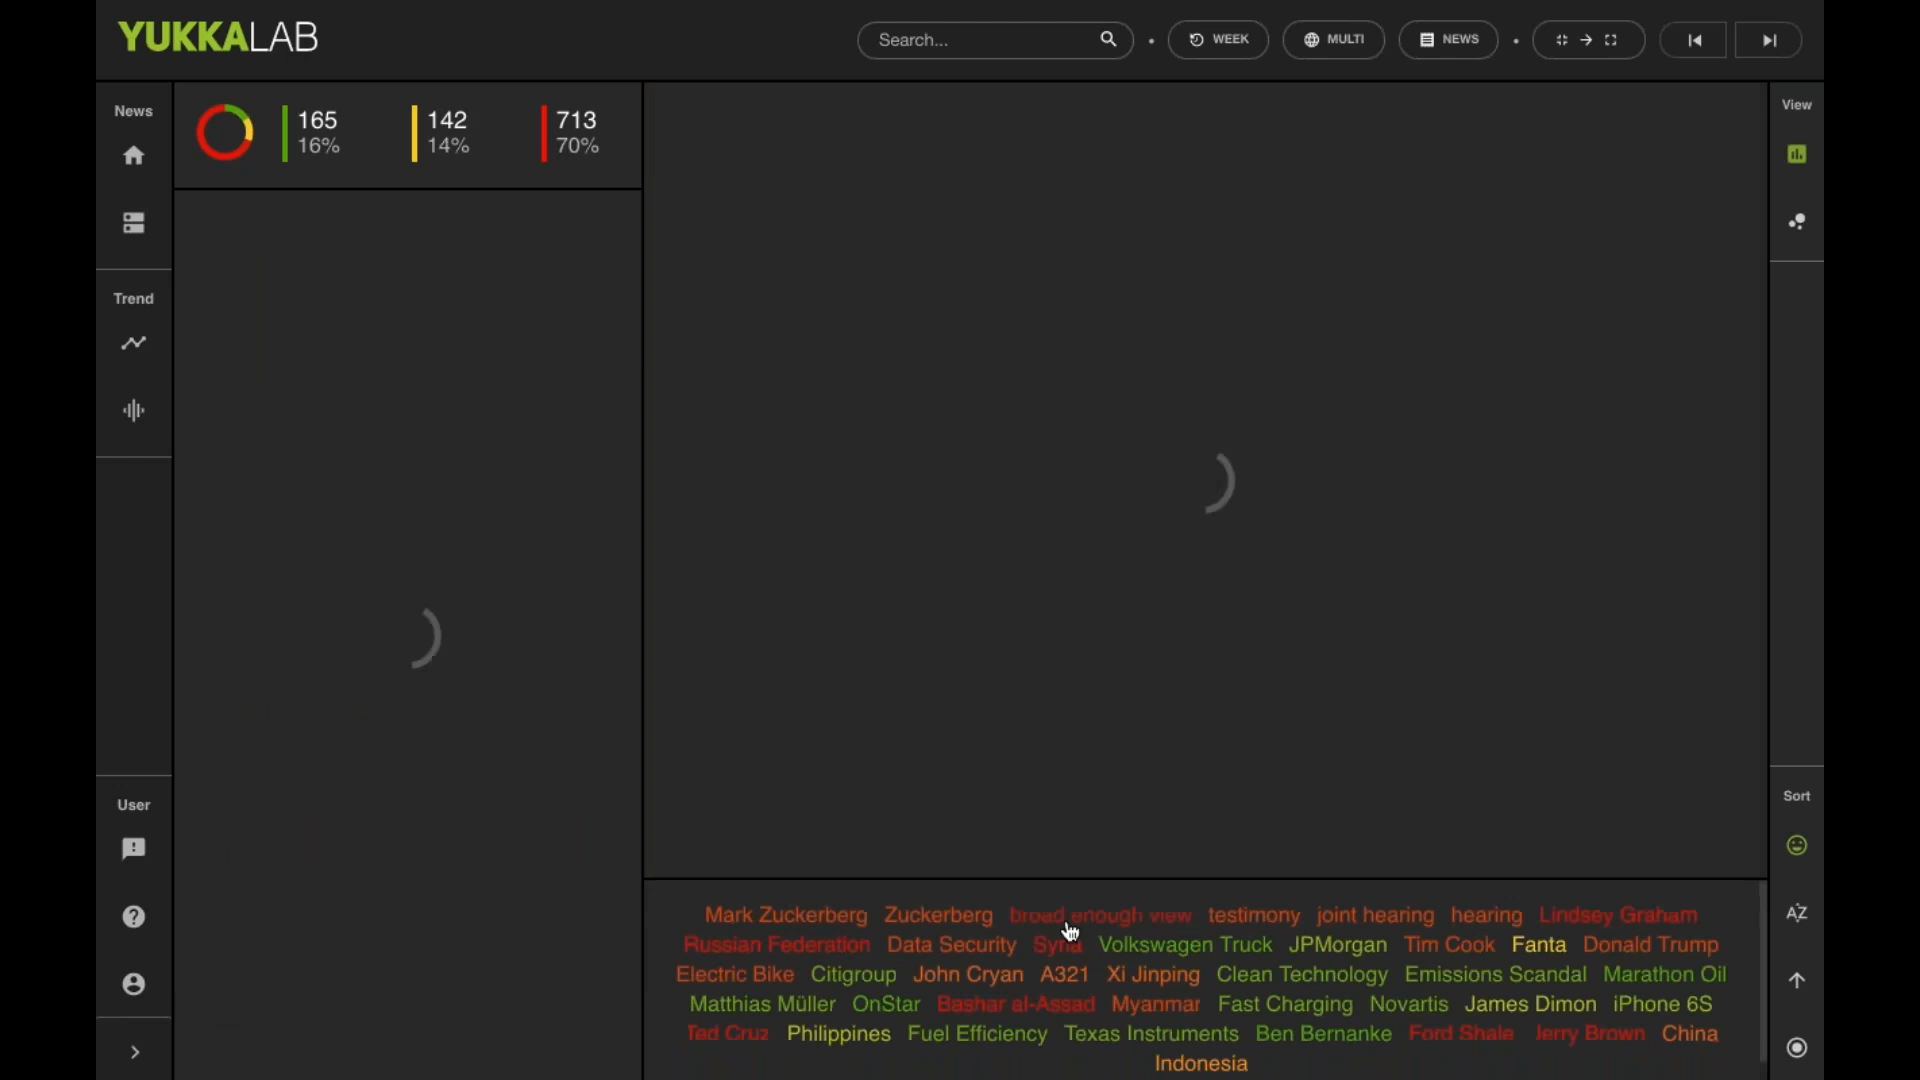 YUKKALAB
Search...
WEEK
MULTI
NEWS
News
165
16%
142
14%
713
70%
View
Trend
User
Sort
AZ
Mark Zuckerberg Zuckerberg broad enough view testimony joint hearing hearing Lindsey Graham
Russian Federation Data Security Syria Volkswagen Truck JPMorgan Tim Cook Fanta Donald Trump
Electric Bike Citigroup John Cryan A321 Xi Jinping Clean Technology Emissions Scandal Marathon Oil
Matthias Müller OnStar Bashar al-Assad Myanmar Fast Charging Novartis James Dimon iPhone 6S
Ted Cruz Philippines Fuel Efficiency Texas Instruments Ben Bernanke Ford Shale Jerry Brown China
Indonesia